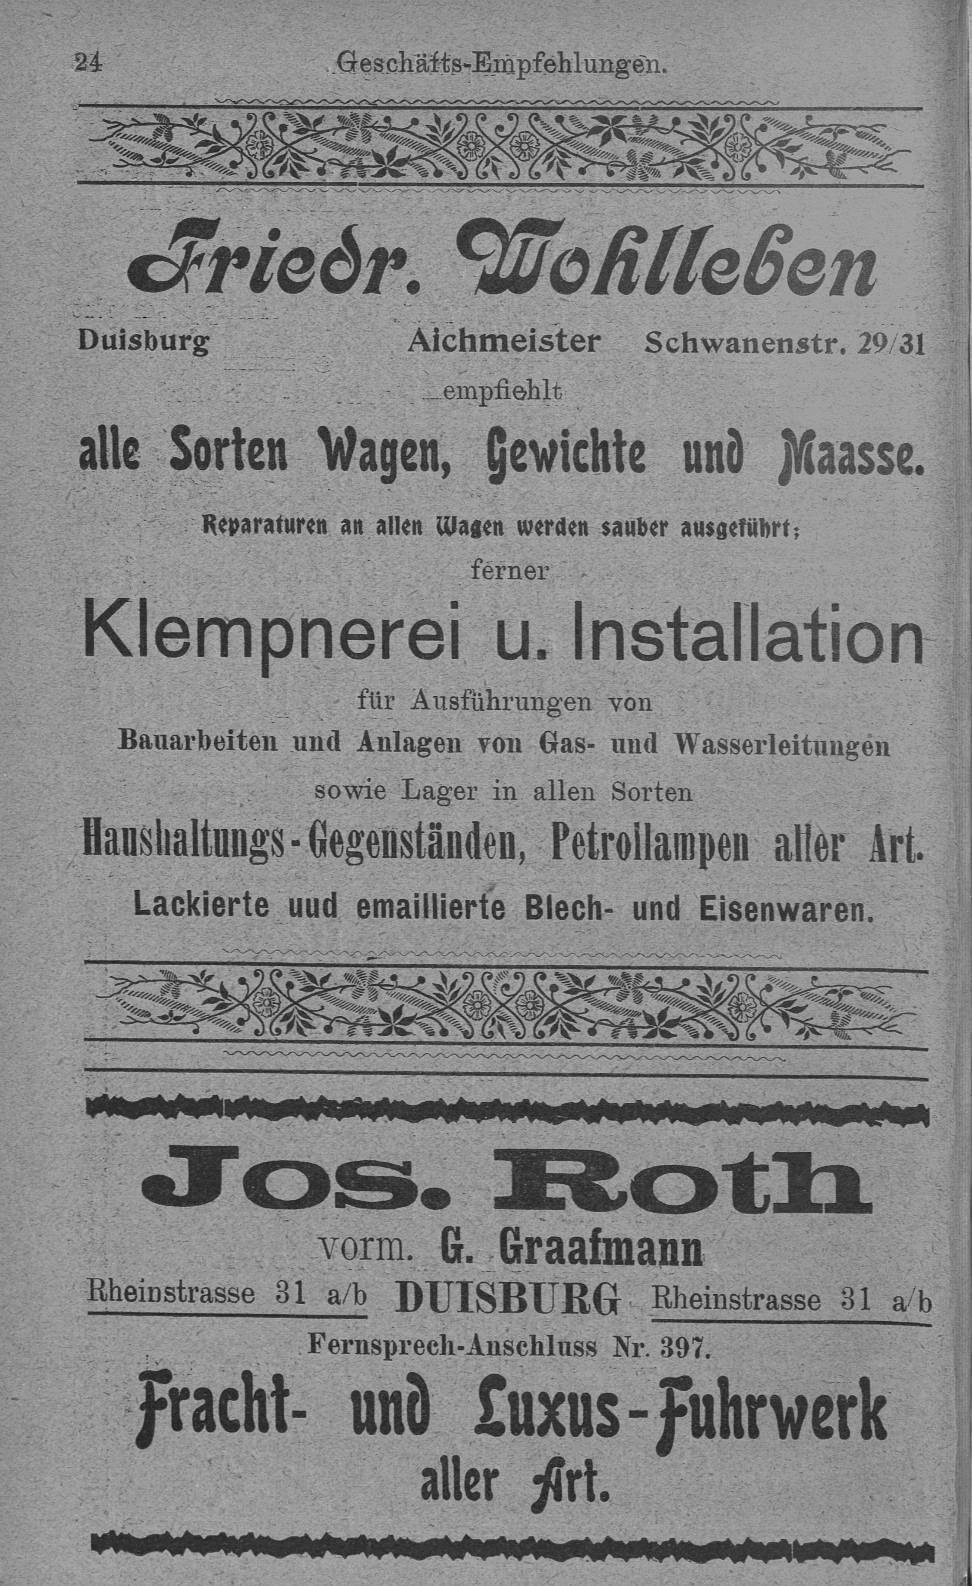 24 Geschäfts-Empfehlungen.
Friedr. Wohlleben
Duisburg Aichmeister Schwanenstr. 29/31
empfiehlt
alle Sorten Wagen, Gewichte und Maasse.
Reparaturen an allen Wagen werden sauber ausgeführt;
ferner
Klempnerei u. Installation
für Ausführungen von
Bauarbeiten und Anlagen von Gas- und Wasserleitungen
sowie Lager in allen Sorten
Haushaltungs-Gegenständen, Petrollampen aller Art.
Lackierte uud emaillierte Blech- und Eisenwaren.
Jos. Roth
vorm. G. Graafmann
Rheinstrasse 31 a/b DUISBURG Rheinstrasse 31 a/b
Fernsprech-Anschluss Nr. 397.
Fracht- und Luxus-Fuhrwerk
aller Art.